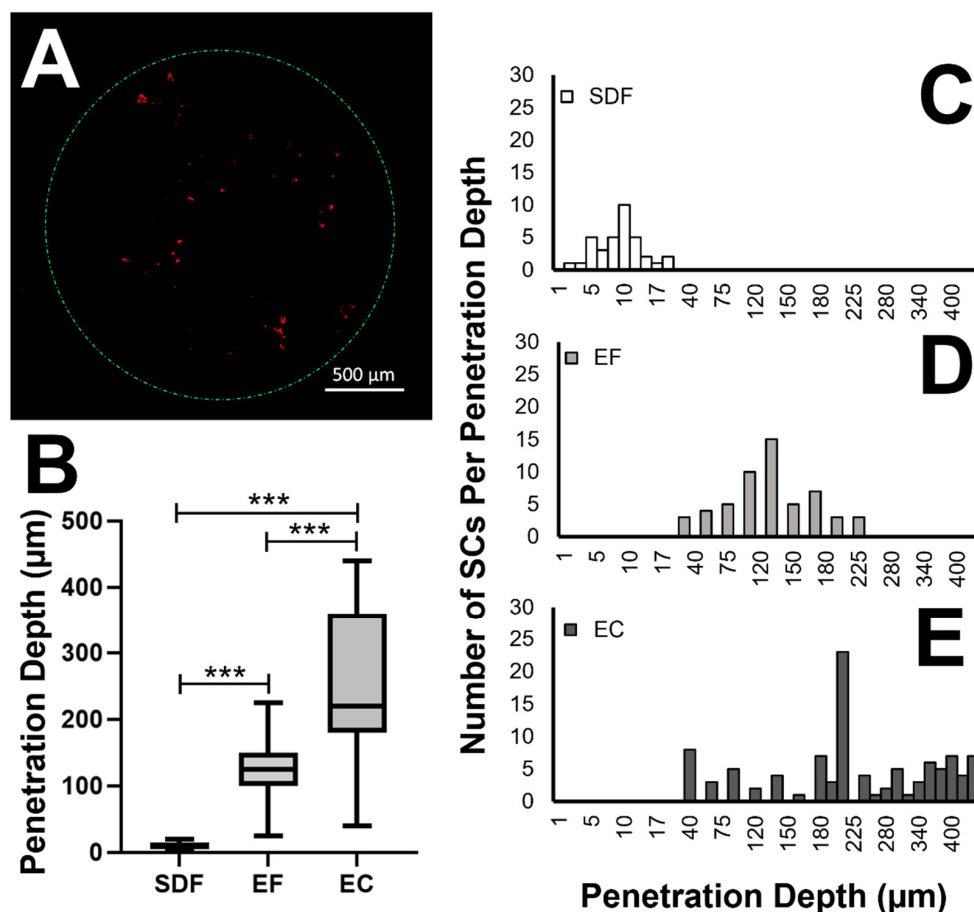 A
500 µm
B
Penetration Depth (µm)
500
400
300
200
100
0
***
***
***
SDF EF EC
Number of SCs Per Penetration Depth
C
SDF
30
25
20
15
10
5
0
1 5 10 17 40 75 120 150 180 225 280 340 400
D
EF
30
25
20
15
10
5
0
1 5 10 17 40 75 120 150 180 225 280 340 400
E
EC
30
25
20
15
10
5
0
1 5 10 17 40 75 120 150 180 225 280 340 400
Penetration Depth (µm)